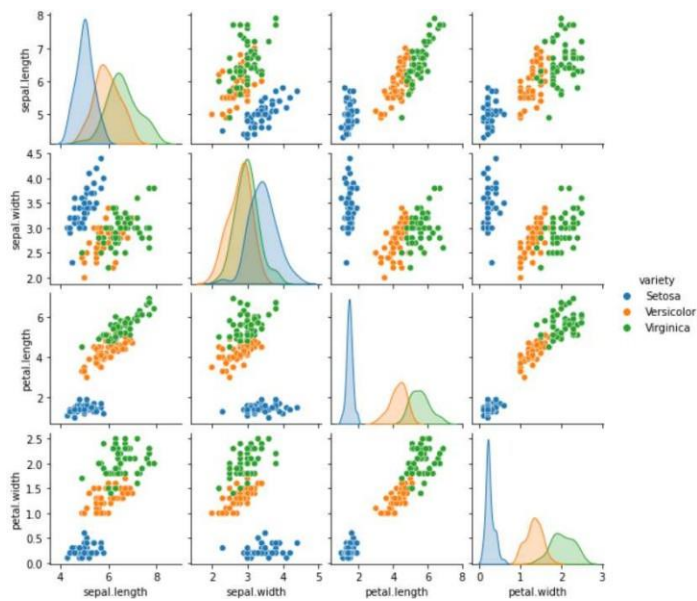 8
7
6
5
sepal.length
4.5
4.0
3.5
3.0
2.5
2.0
sepal.width
variety
Setosa
Versicolor
Virginica
6
4
2
petal.length
2.5
2.0
1.5
1.0
0.5
0.0
petal.width
4 6 8 2 3 4 5 2 4 6 8 0 1 2 3
sepal.length sepal.width petal.length petal.width